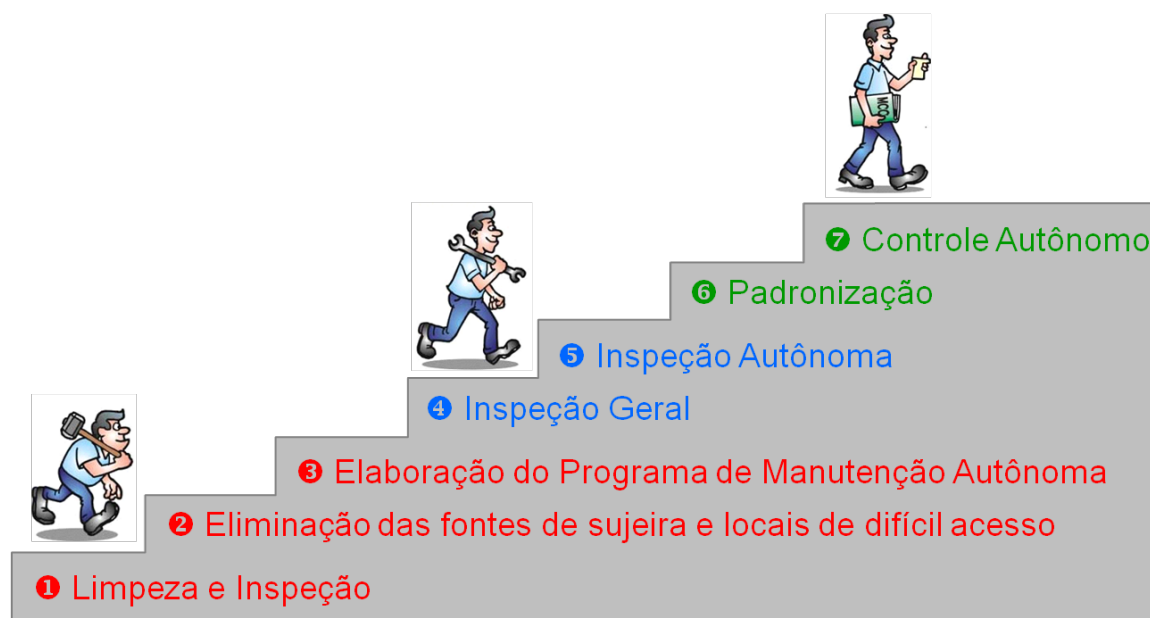 ❼ Controle Autônomo
❻ Padronização
❺ Inspeção Autônoma
❹ Inspeção Geral
❸ Elaboração do Programa de Manutenção Autônoma
❷ Eliminação das fontes de sujeira e locais de difícil acesso
❶ Limpeza e Inspeção